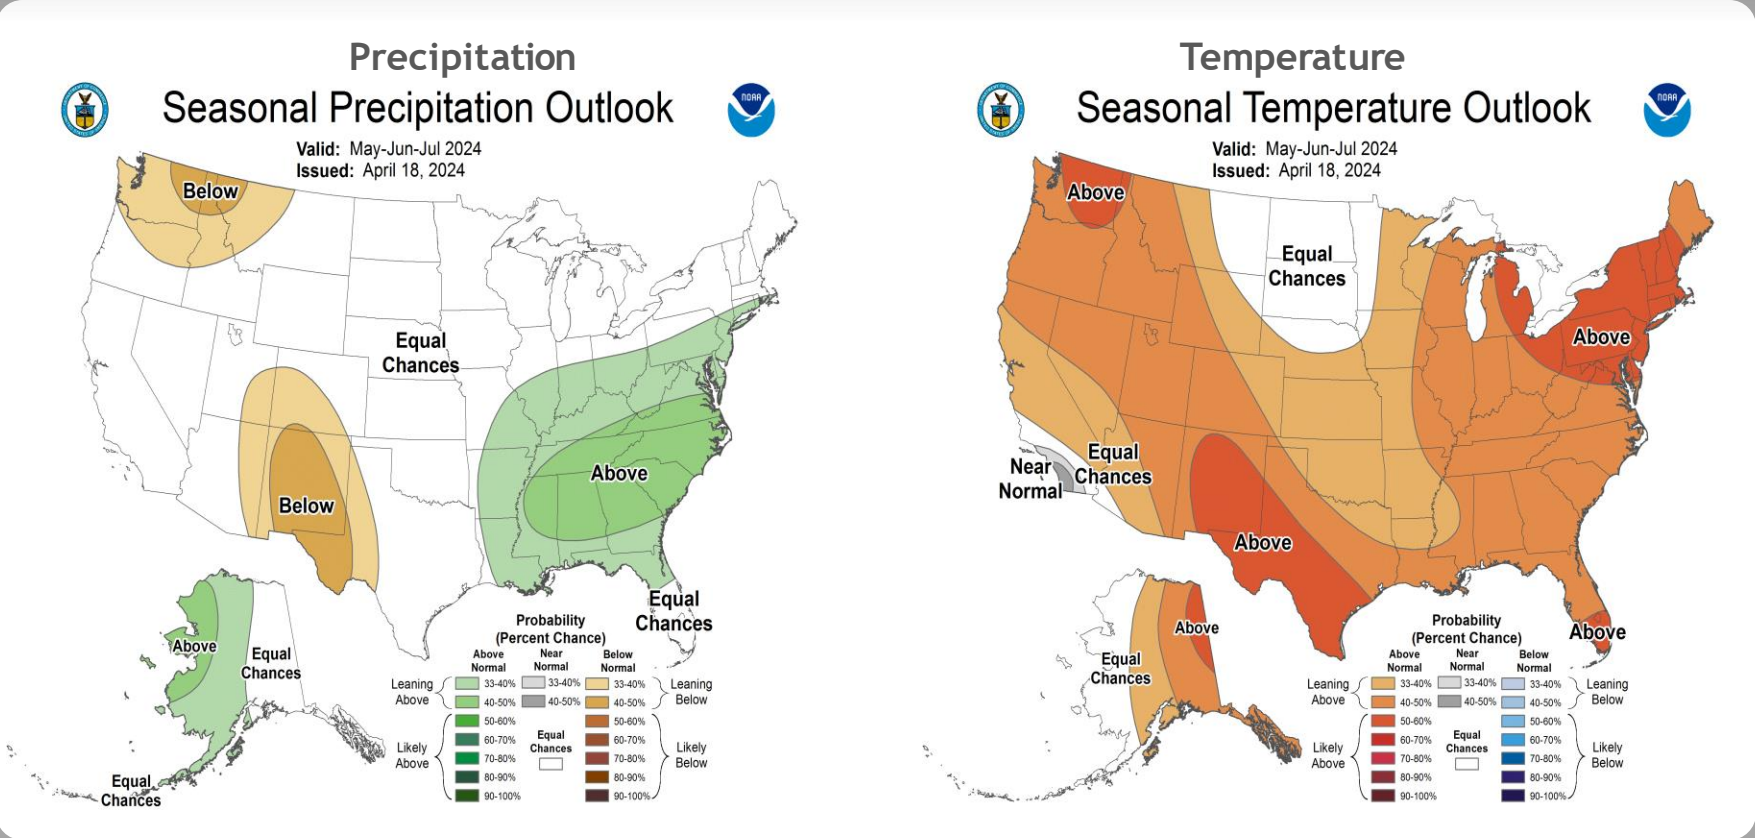 Precipitation
Seasonal Precipitation Outlook
NOAA
Valid: May-Jun-Jul 2024
Issued: April 18, 2024
Below
Equal
Chances
Above
Below
Equal
Chances
Above
Equal
Chances
Equal
Chances
Probability
(Percent Chance)
Above
Normal
Near
Normal
Below
Normal
Leaning
Above
33-40%
33-40%
33-40%
Leaning
Below
40-50%
40-50%
40-50%
50-60%
50-60%
Likely
Above
60-70%
Equal
Chances
60-70%
Likely
Below
70-80%
70-80%
80-90%
80-90%
90-100%
90-100%
Temperature
Seasonal Temperature Outlook
NOAA
Valid: May-Jun-Jul 2024
Issued: April 18, 2024
Above
Equal
Chances
Above
Near
Normal
Equal
Chances
Above
Above
Above
Equal
Chances
Probability
(Percent Chance)
Above
Normal
Near
Normal
Below
Normal
Leaning
Above
33-40%
33-40%
33-40%
Leaning
Below
40-50%
40-50%
40-50%
50-60%
50-60%
Likely
Above
60-70%
Equal
Chances
60-70%
Likely
Below
70-80%
70-80%
80-90%
80-90%
90-100%
90-100%